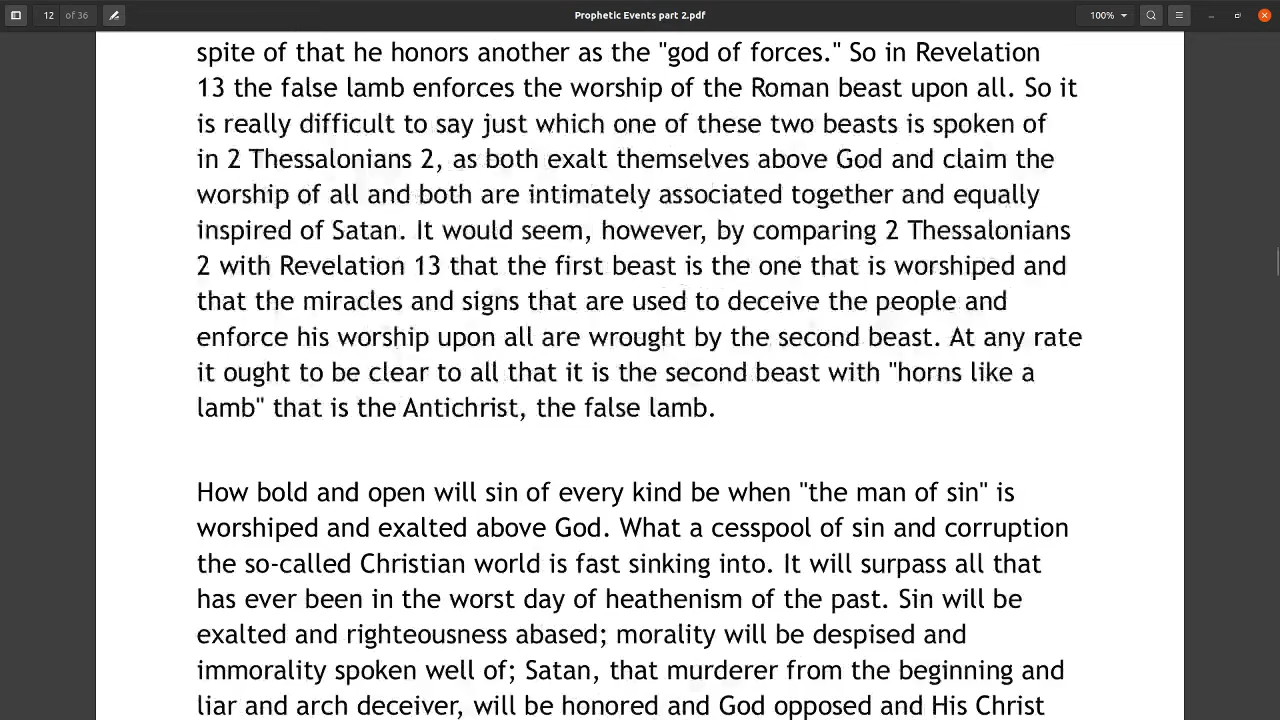 12 of 36
Prophetic Events part 2.pdf
100%
spite of that he honors another as the "god of forces." So in Revelation
13 the false lamb enforces the worship of the Roman beast upon all. So it
is really difficult to say just which one of these two beasts is spoken of
in 2 Thessalonians 2, as both exalt themselves above God and claim the
worship of all and both are intimately associated together and equally
inspired of Satan. It would seem, however, by comparing 2 Thessalonians
2 with Revelation 13 that the first beast is the one that is worshiped and
that the miracles and signs that are used to deceive the people and
enforce his worship upon all are wrought by the second beast. At any rate
it ought to be clear to all that it is the second beast with "horns like a
lamb" that is the Antichrist, the false lamb.
How bold and open will sin of every kind be when "the man of sin" is
worshiped and exalted above God. What a cesspool of sin and corruption
the so-called Christian world is fast sinking into. It will surpass all that
has ever been in the worst day of heathenism of the past. Sin will be
exalted and righteousness abased; morality will be despised and
immorality spoken well of; Satan, that murderer from the beginning and
liar and arch deceiver, will be honored and God opposed and His Christ